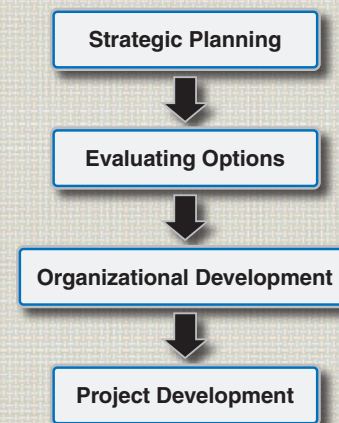 Strategic Planning
Evaluating Options
Organizational Development
Project Development